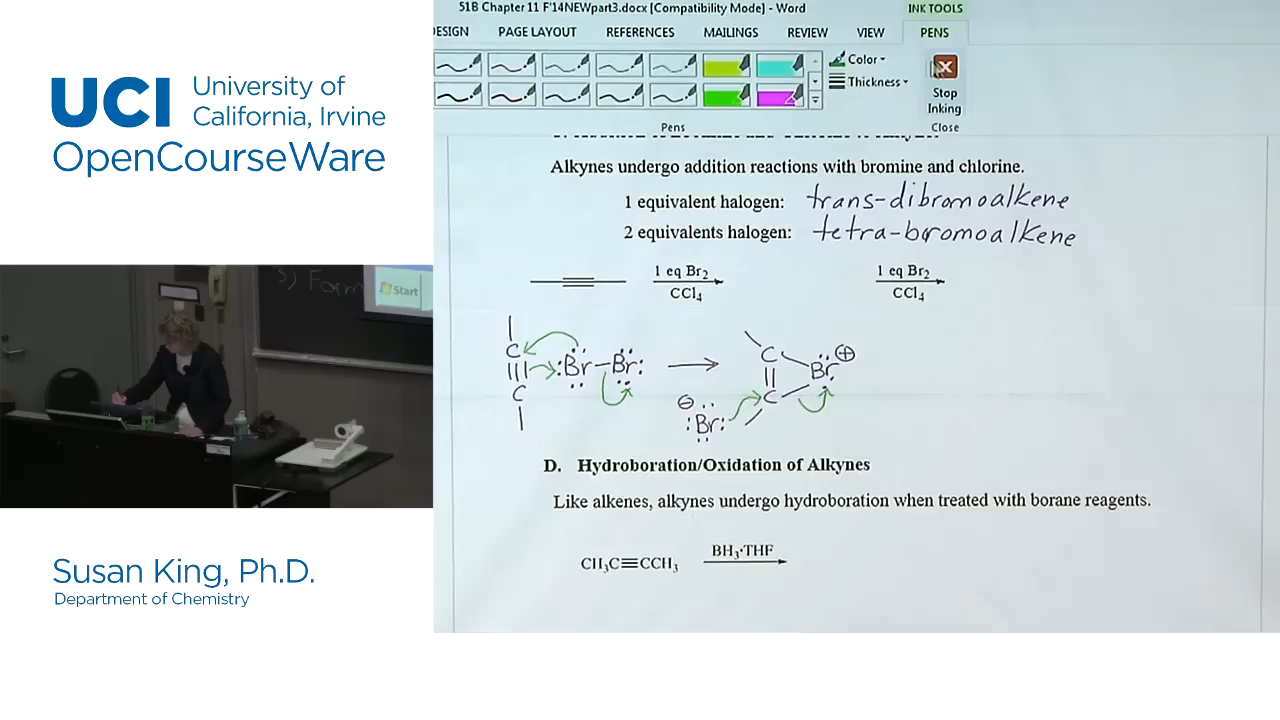 UCI University of California, Irvine
OpenCourseWare
51B Chapter 11 F'14NEWpart3.docx [Compatibility Mode] - Word
INK TOOLS
DESIGN PAGE LAYOUT REFERENCES MAILINGS REVIEW VIEW PENS
Color
Thickness
Stop Inking
Pens
Close
Alkynes undergo addition reactions with bromine and chlorine.
1 equivalent halogen: trans-dibromoalkene
2 equivalents halogen: tetra-bromoalkene
1 eq Br₂
CCl₄
1 eq Br₂
CCl₄
C
C
:Br–Br:
C
C
Br ⊕
⊖
:Br:
D. Hydroboration/Oxidation of Alkynes
Like alkenes, alkynes undergo hydroboration when treated with borane reagents.
CH₃C≡CCH₃
BH₃·THF
3) Form
Start
Susan King, Ph.D.
Department of Chemistry